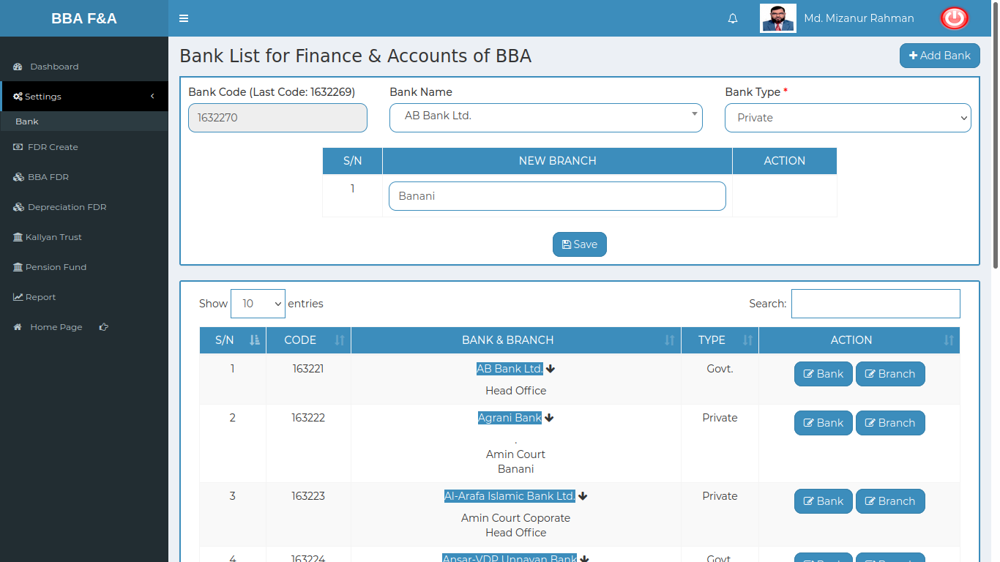 BBA F&A
Md. Mizanur Rahman
Dashboard
Settings
Bank
FDR Create
BBA FDR
Depreciation FDR
Kallyan Trust
Pension Fund
Report
Home Page
Bank List for Finance & Accounts of BBA
Add Bank
Bank Code (Last Code: 1632269) Bank Name Bank Type *
1632270 AB Bank Ltd. Private
S/N NEW BRANCH ACTION
1 Banani
Save
Show 10 entries Search:
S/N CODE BANK & BRANCH TYPE ACTION
1 163221 AB Bank Ltd. Govt. Bank Branch
Head Office
2 163222 Agrani Bank Private Bank Branch
.
Amin Court
Banani
3 163223 Al-Arafa Islamic Bank Ltd. Private Bank Branch
Amin Court Coporate
Head Office
4 163224 Ansar-VDP Unnayan Bank Govt. Bank Branch